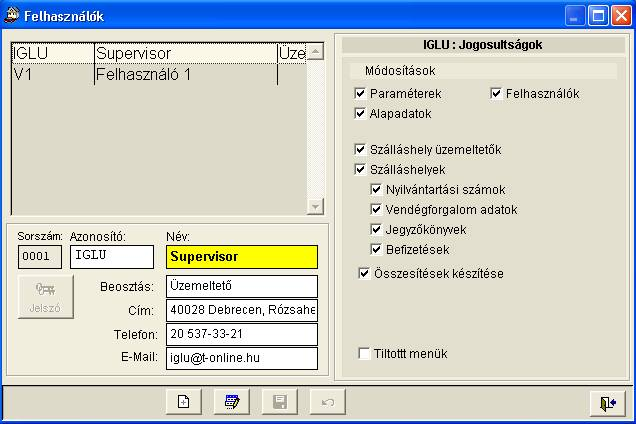 Felhasználók
IGLU Supervisor Üze
V1 Felhasználó 1
Sorszám: Azonosító: Név:
0001 IGLU Supervisor
Jelszó
Beosztás: Üzemeltető
Cím: 40028 Debrecen, Rózsahe
Telefon: 20 537-33-21
E-Mail: iglu@t-online.hu
IGLU : Jogosultságok
Módosítások
Paraméterek Felhasználók
Alapadatok
Szálláshely üzemeltetők
Szálláshelyek
Nyilvántartási számok
Vendégforgalom adatok
Jegyzőkönyvek
Befizetések
Összesítések készítése
Tiltottt menük